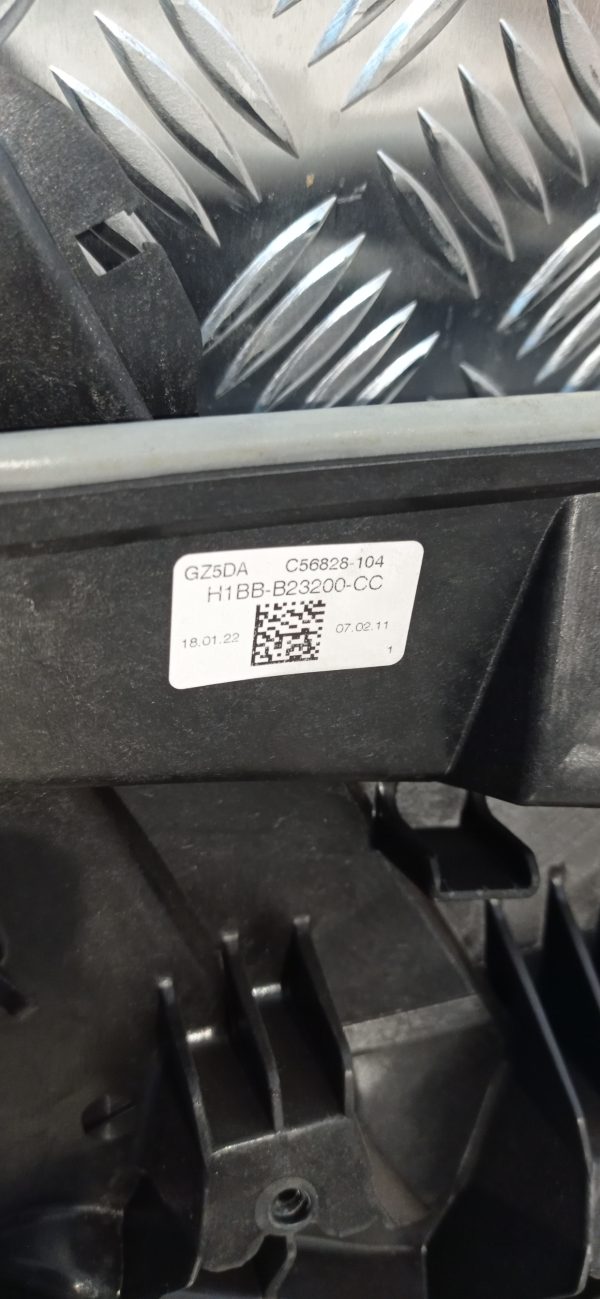 GZ5DA C56828-104
H1BB-B23200-CC
18.01.22 07.02.11
1